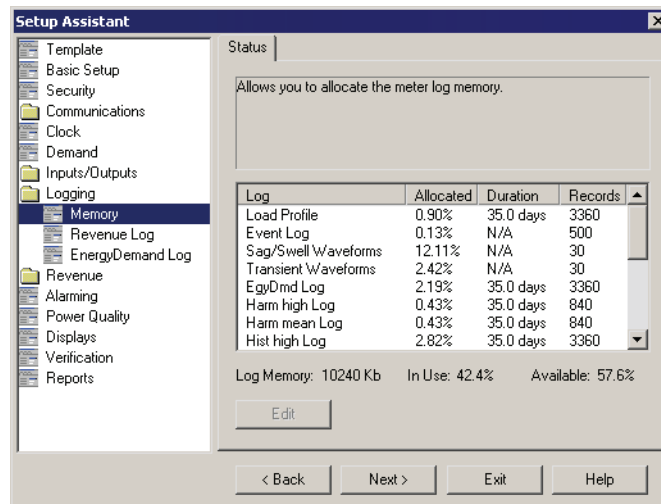 Setup Assistant
Template
Basic Setup
Security
Communications
Clock
Demand
Inputs/Outputs
Logging
Memory
Revenue Log
EnergyDemand Log
Revenue
Alarming
Power Quality
Displays
Verification
Reports
Status
Allows you to allocate the meter log memory.
Log Allocated Duration Records
Load Profile 0.90% 35.0 days 3360
Event Log 0.13% N/A 500
Sag/Swell Waveforms 12.11% N/A 30
Transient Waveforms 2.42% N/A 30
EgyDmd Log 2.19% 35.0 days 3360
Harm high Log 0.43% 35.0 days 840
Harm mean Log 0.43% 35.0 days 840
Hist high Log 2.82% 35.0 days 3360
Log Memory: 10240 Kb In Use: 42.4% Available: 57.6%
Edit
< Back Next > Exit Help